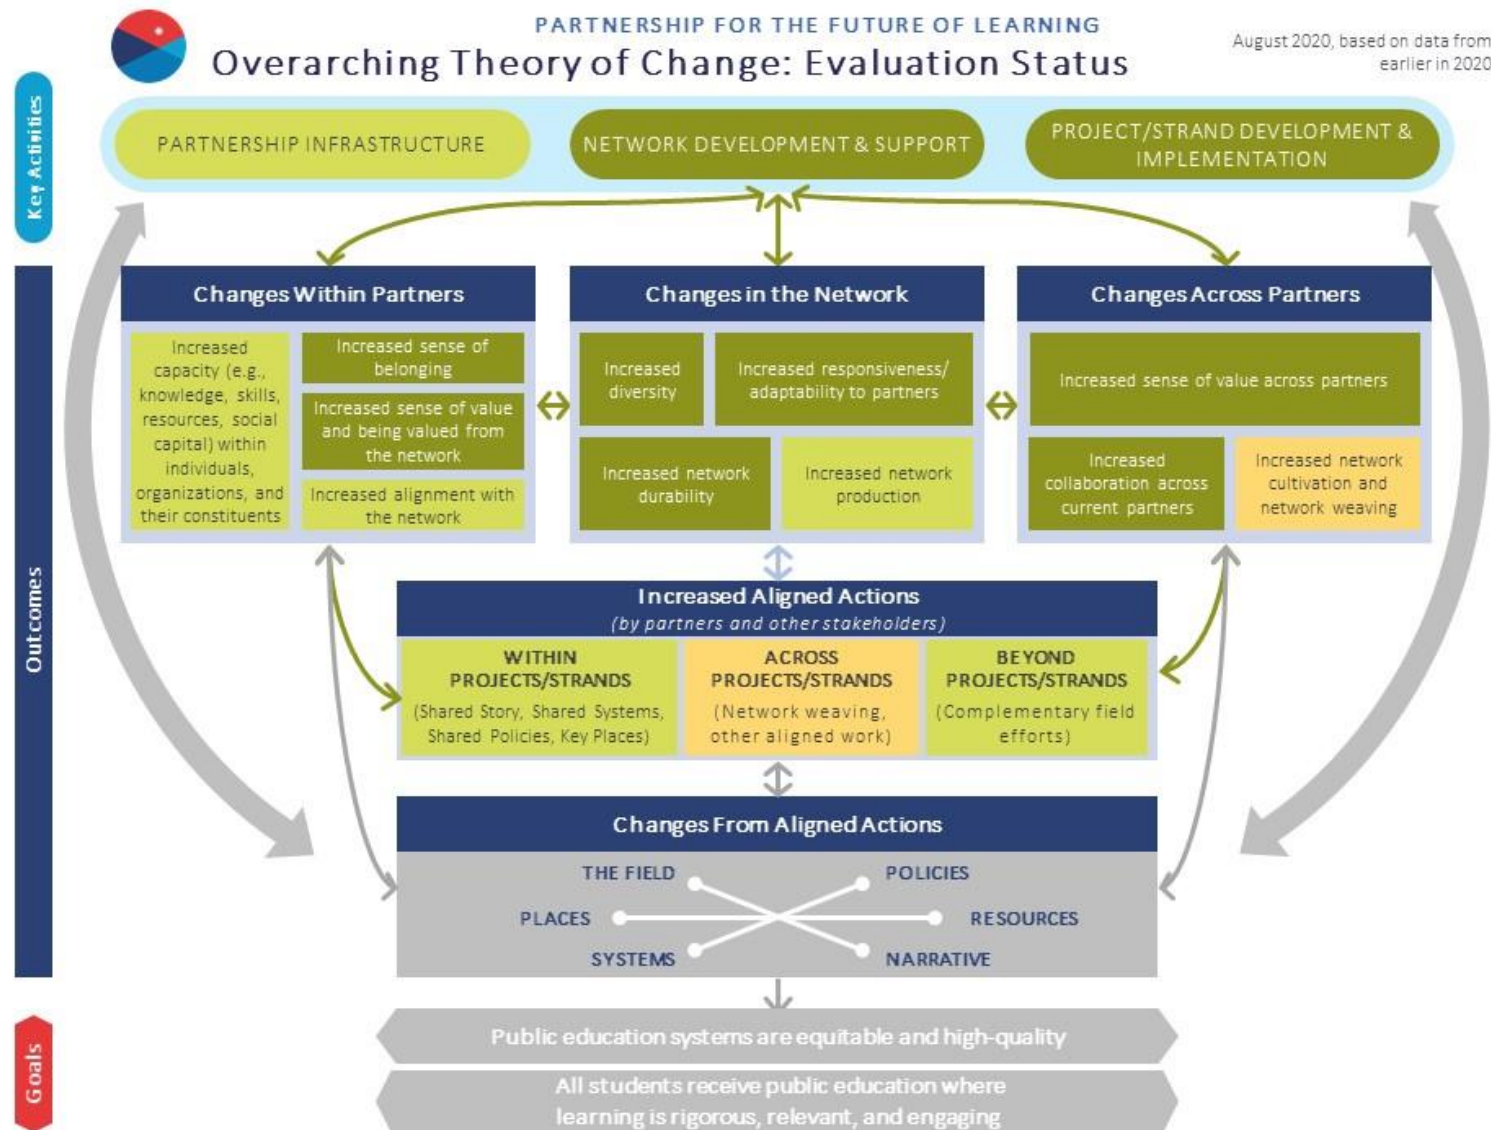 PARTNERSHIP FOR THE FUTURE OF LEARNING
Overarching Theory of Change: Evaluation Status
August 2020, based on data from
earlier in 2020
Key Activities
PARTNERSHIP INFRASTRUCTURE
NETWORK DEVELOPMENT & SUPPORT
PROJECT/STRAND DEVELOPMENT &
IMPLEMENTATION
Outcomes
Changes Within Partners
Increased
capacity (e.g.,
knowledge, skills,
resources, social
capital) within
individuals,
organizations, and
their constituents
Increased sense of
belonging
Increased sense of value
and being valued from
the network
Increased alignment with
the network
Changes in the Network
Increased
diversity
Increased responsiveness/
adaptability to partners
Increased network
durability
Increased network
production
Changes Across Partners
Increased sense of value across partners
Increased
collaboration across
current partners
Increased network
cultivation and
network weaving
Increased Aligned Actions
(by partners and other stakeholders)
WITHIN
PROJECTS/STRANDS
(Shared Story, Shared Systems,
Shared Policies, Key Places)
ACROSS
PROJECTS/STRANDS
(Network weaving,
other aligned work)
BEYOND
PROJECTS/STRANDS
(Complementary field
efforts)
Changes From Aligned Actions
THE FIELD
POLICIES
PLACES
RESOURCES
SYSTEMS
NARRATIVE
Goals
Public education systems are equitable and high-quality
All students receive public education where
learning is rigorous, relevant, and engaging